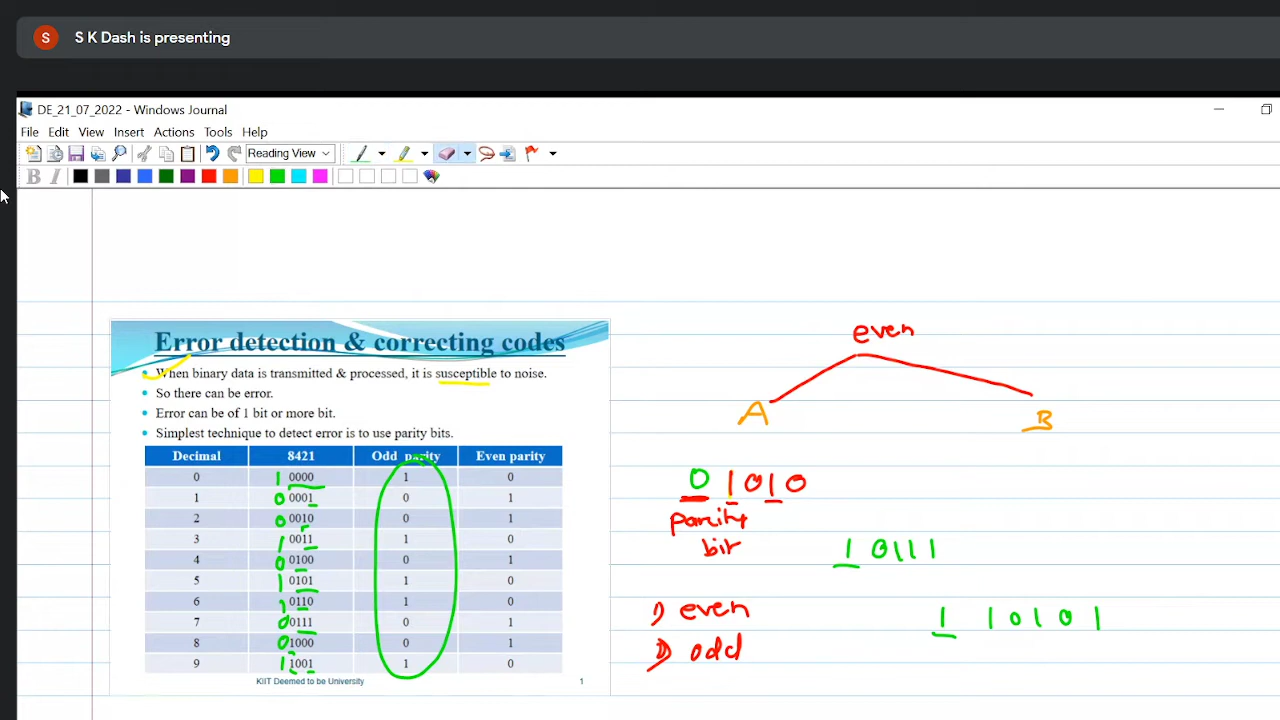 S
S K Dash is presenting
DE_21_07_2022 - Windows Journal
File Edit View Insert Actions Tools Help
Reading View
B I
Error detection & correcting codes
• When binary data is transmitted & processed, it is susceptible to noise.
• So there can be error.
• Error can be of 1 bit or more bit.
• Simplest technique to detect error is to use parity bits.
Decimal 8421 Odd parity Even parity
0 1 0000 1 0
1 0 0001 0 1
2 0 0010 0 1
3 1 0011 1 0
4 0 0100 0 1
5 1 0101 1 0
6 1 0110 1 0
7 0 0111 0 1
8 0 1000 0 1
9 1 1001 1 0
KIIT Deemed to be University 1
even
A B
0 1010
parity
bit
1 0111
I) even
II) odd
1 10101